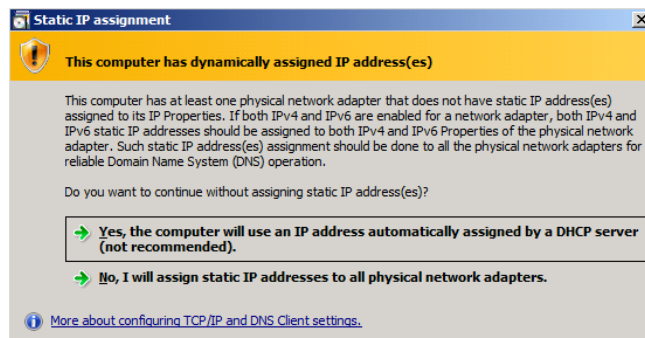 Static IP assignment
This computer has dynamically assigned IP address(es)
This computer has at least one physical network adapter that does not have static IP address(es)
assigned to its IP Properties. If both IPv4 and IPv6 are enabled for a network adapter, both IPv4 and
IPv6 static IP addresses should be assigned to both IPv4 and IPv6 Properties of the physical network
adapter. Such static IP address(es) assignment should be done to all the physical network adapters for
reliable Domain Name System (DNS) operation.
Do you want to continue without assigning static IP address(es)?
Yes, the computer will use an IP address automatically assigned by a DHCP server
(not recommended).
No, I will assign static IP addresses to all physical network adapters.
More about configuring TCP/IP and DNS Client settings.